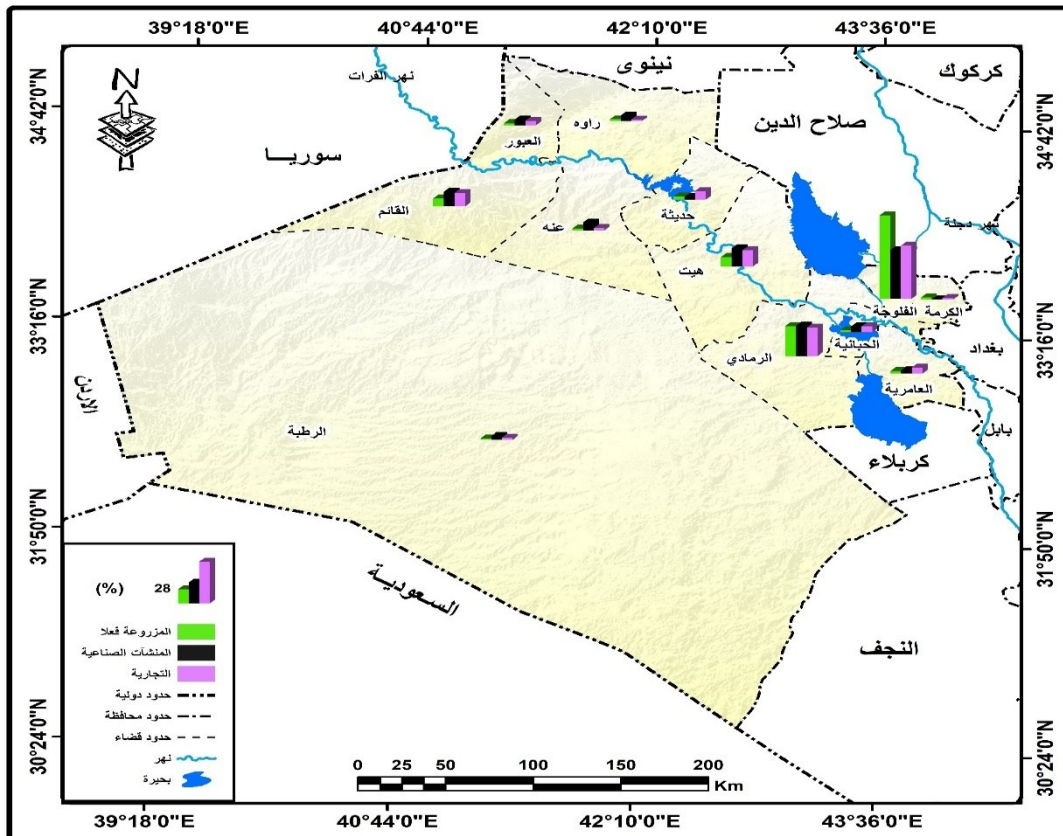 39°18'0"E 40°44'0"E 42°10'0"E 43°36'0"E
34°42'0"N
33°16'0"N
31°50'0"N
30°24'0"N
N
نهر الفرات
نينوى
كركوك
صلاح الدين
سوريا
العبور
راوه
القائم
عنه
حديثة
هيت
نهر دجلة
الفلوجة
الكرمة
الحبانية
الرمادي
بغداد
العامرية
الاردن
الرطبة
بابل
كربلاء
السعودية
النجف
(%) 28
المزروعة فعلا
المنشآت الصناعية
التجارية
حدود دولية
حدود محافظة
حدود قضاء
نهر
بحيرة
0 25 50 100 150 200
Km
34°42'0"N
33°16'0"N
31°50'0"N
30°24'0"N
39°18'0"E 40°44'0"E 42°10'0"E 43°36'0"E